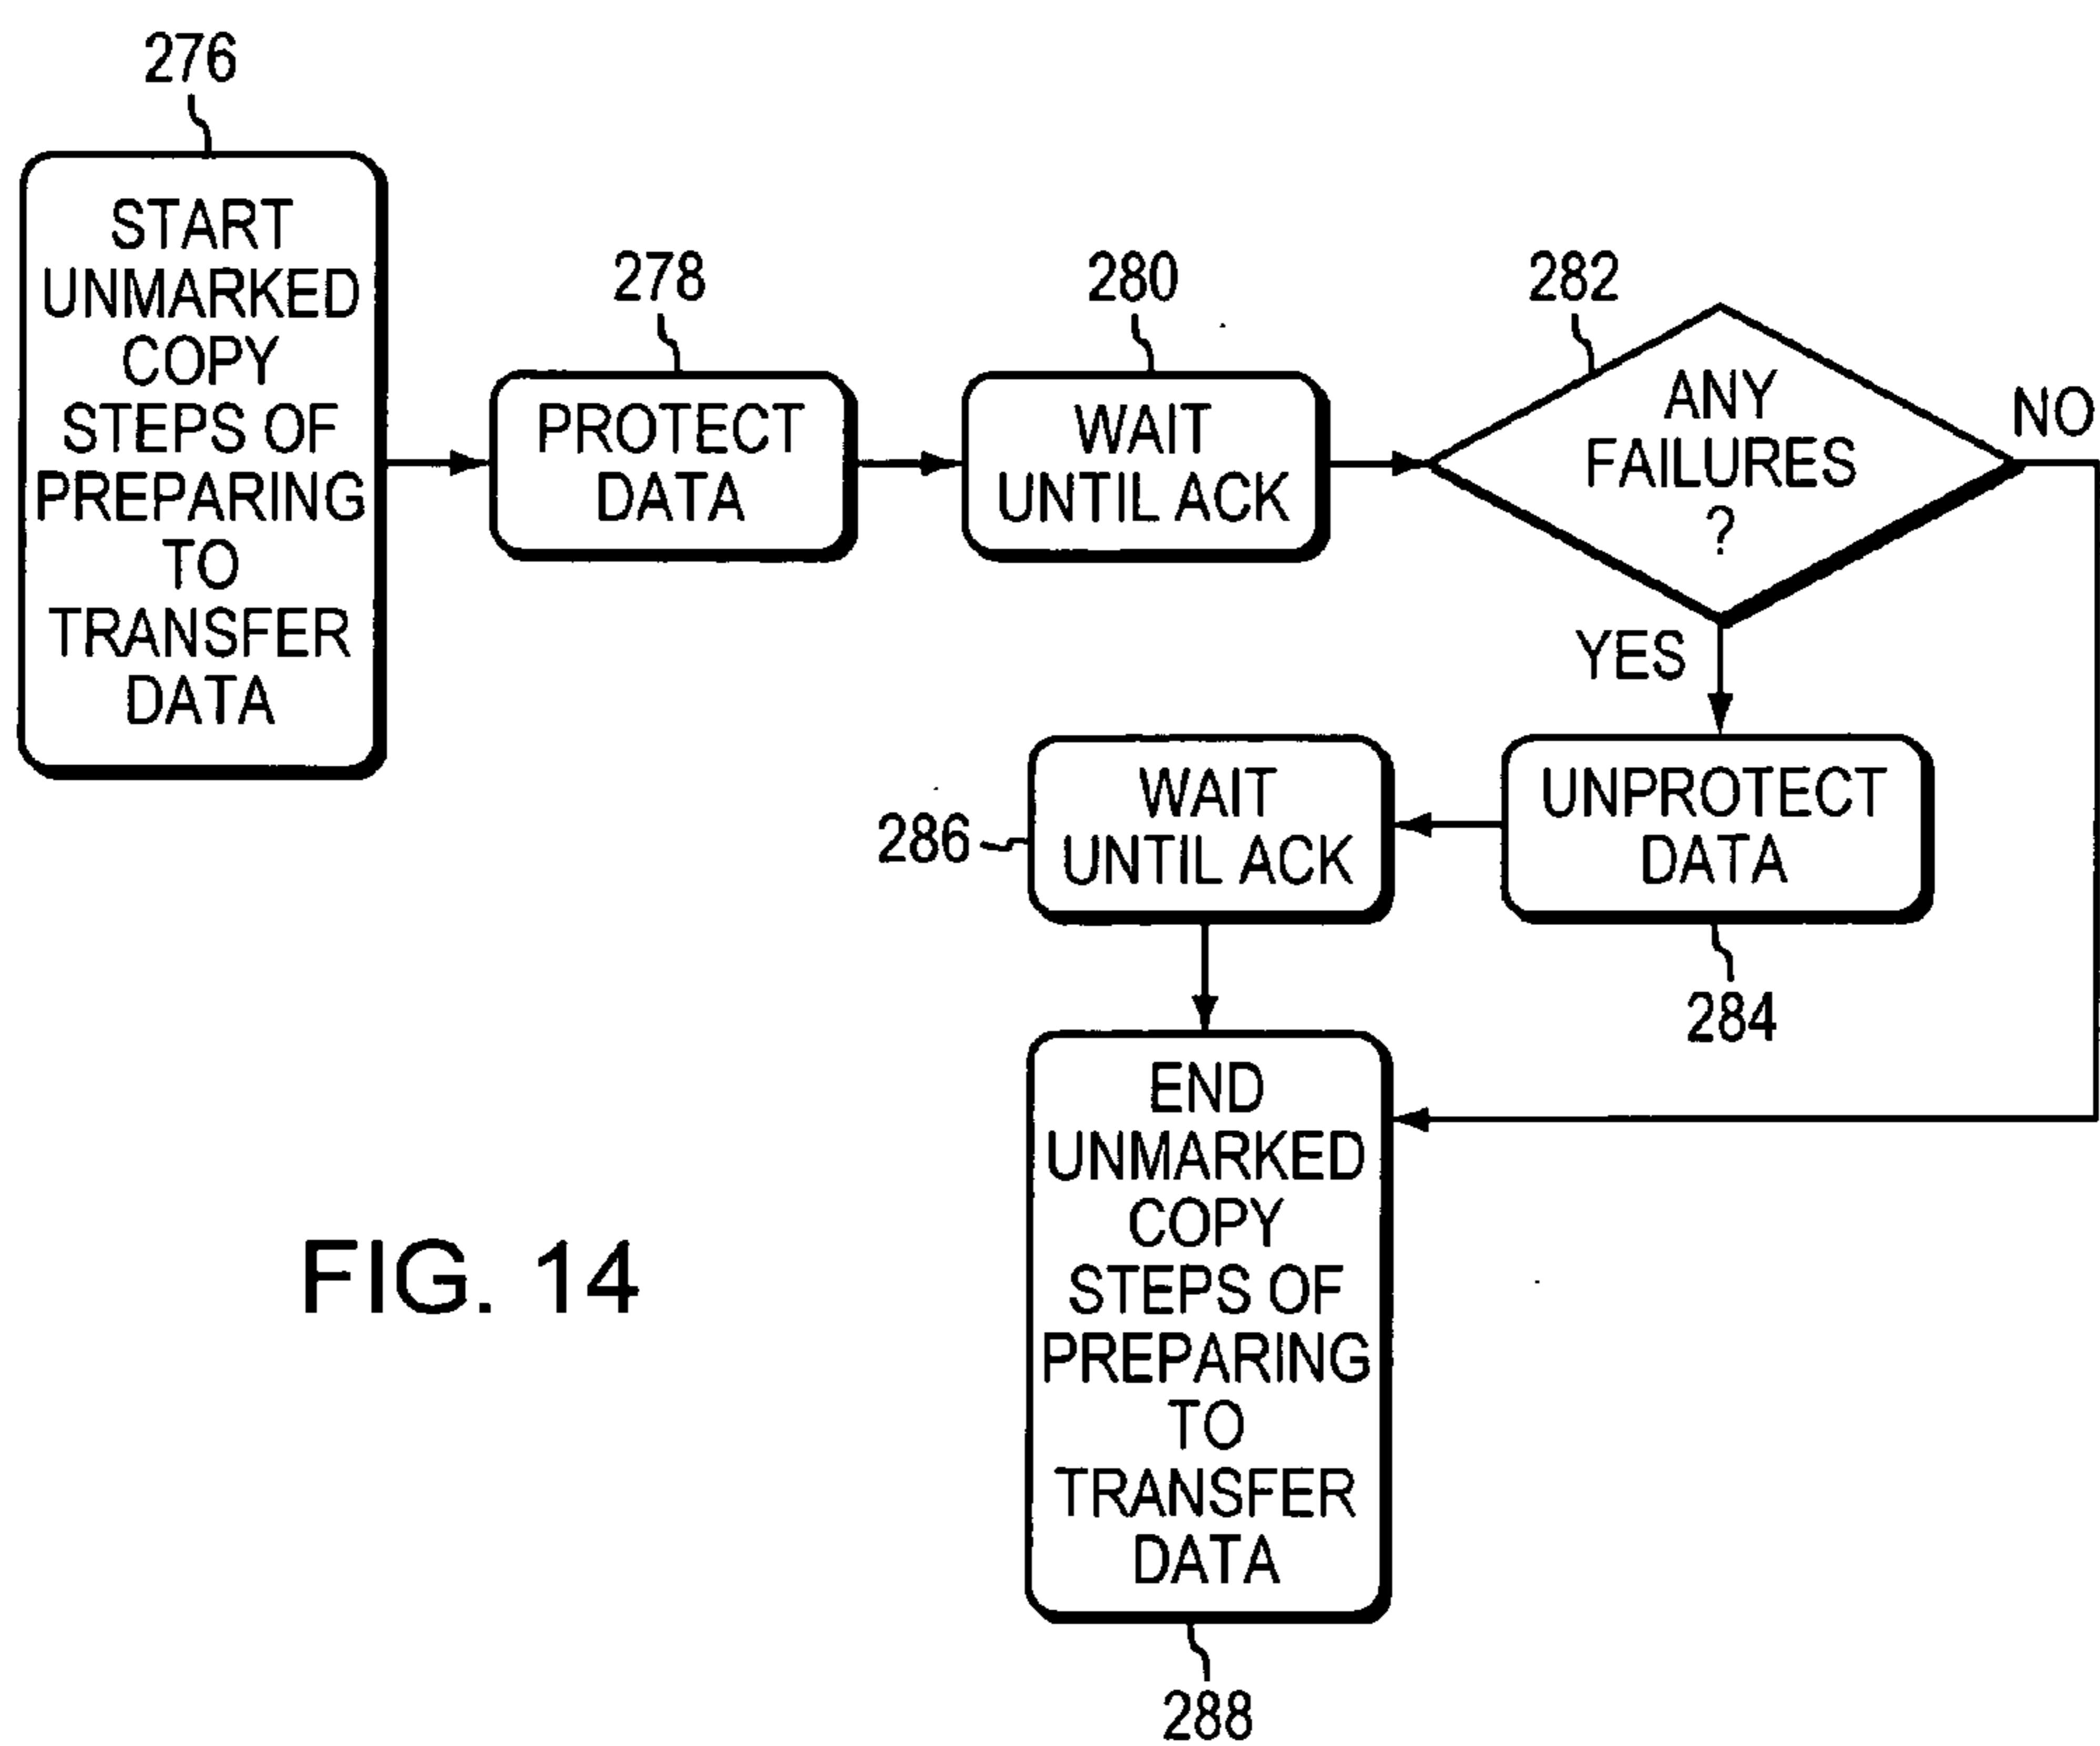 276
START
UNMARKED
COPY
STEPS OF
PREPARING
TO
TRANSFER
DATA
278
PROTECT
DATA
280
WAIT
UNTIL ACK
282
ANY
FAILURES
?
NO
YES
UNPROTECT
DATA
284
WAIT
UNTIL ACK
286
END
UNMARKED
COPY
STEPS OF
PREPARING
TO
TRANSFER
DATA
288
FIG. 14